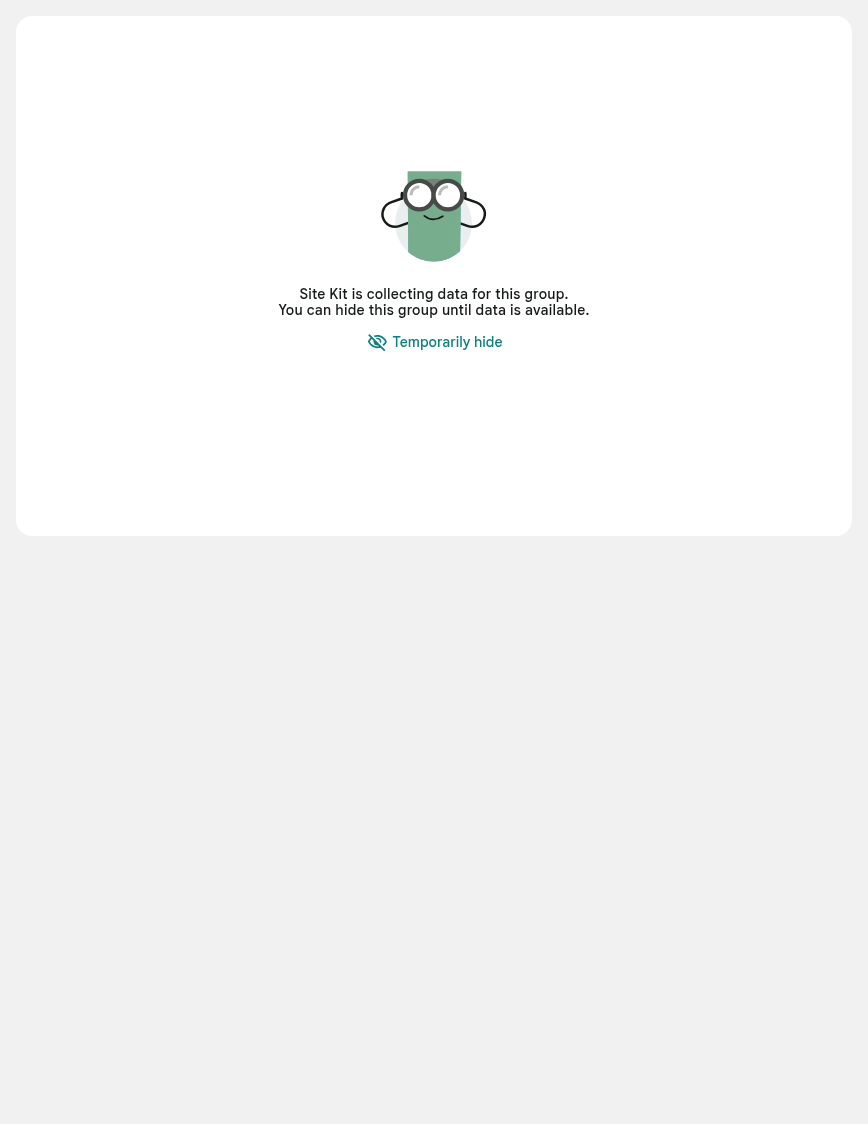 Site Kit is collecting data for this group.
You can hide this group until data is available.
Temporarily hide